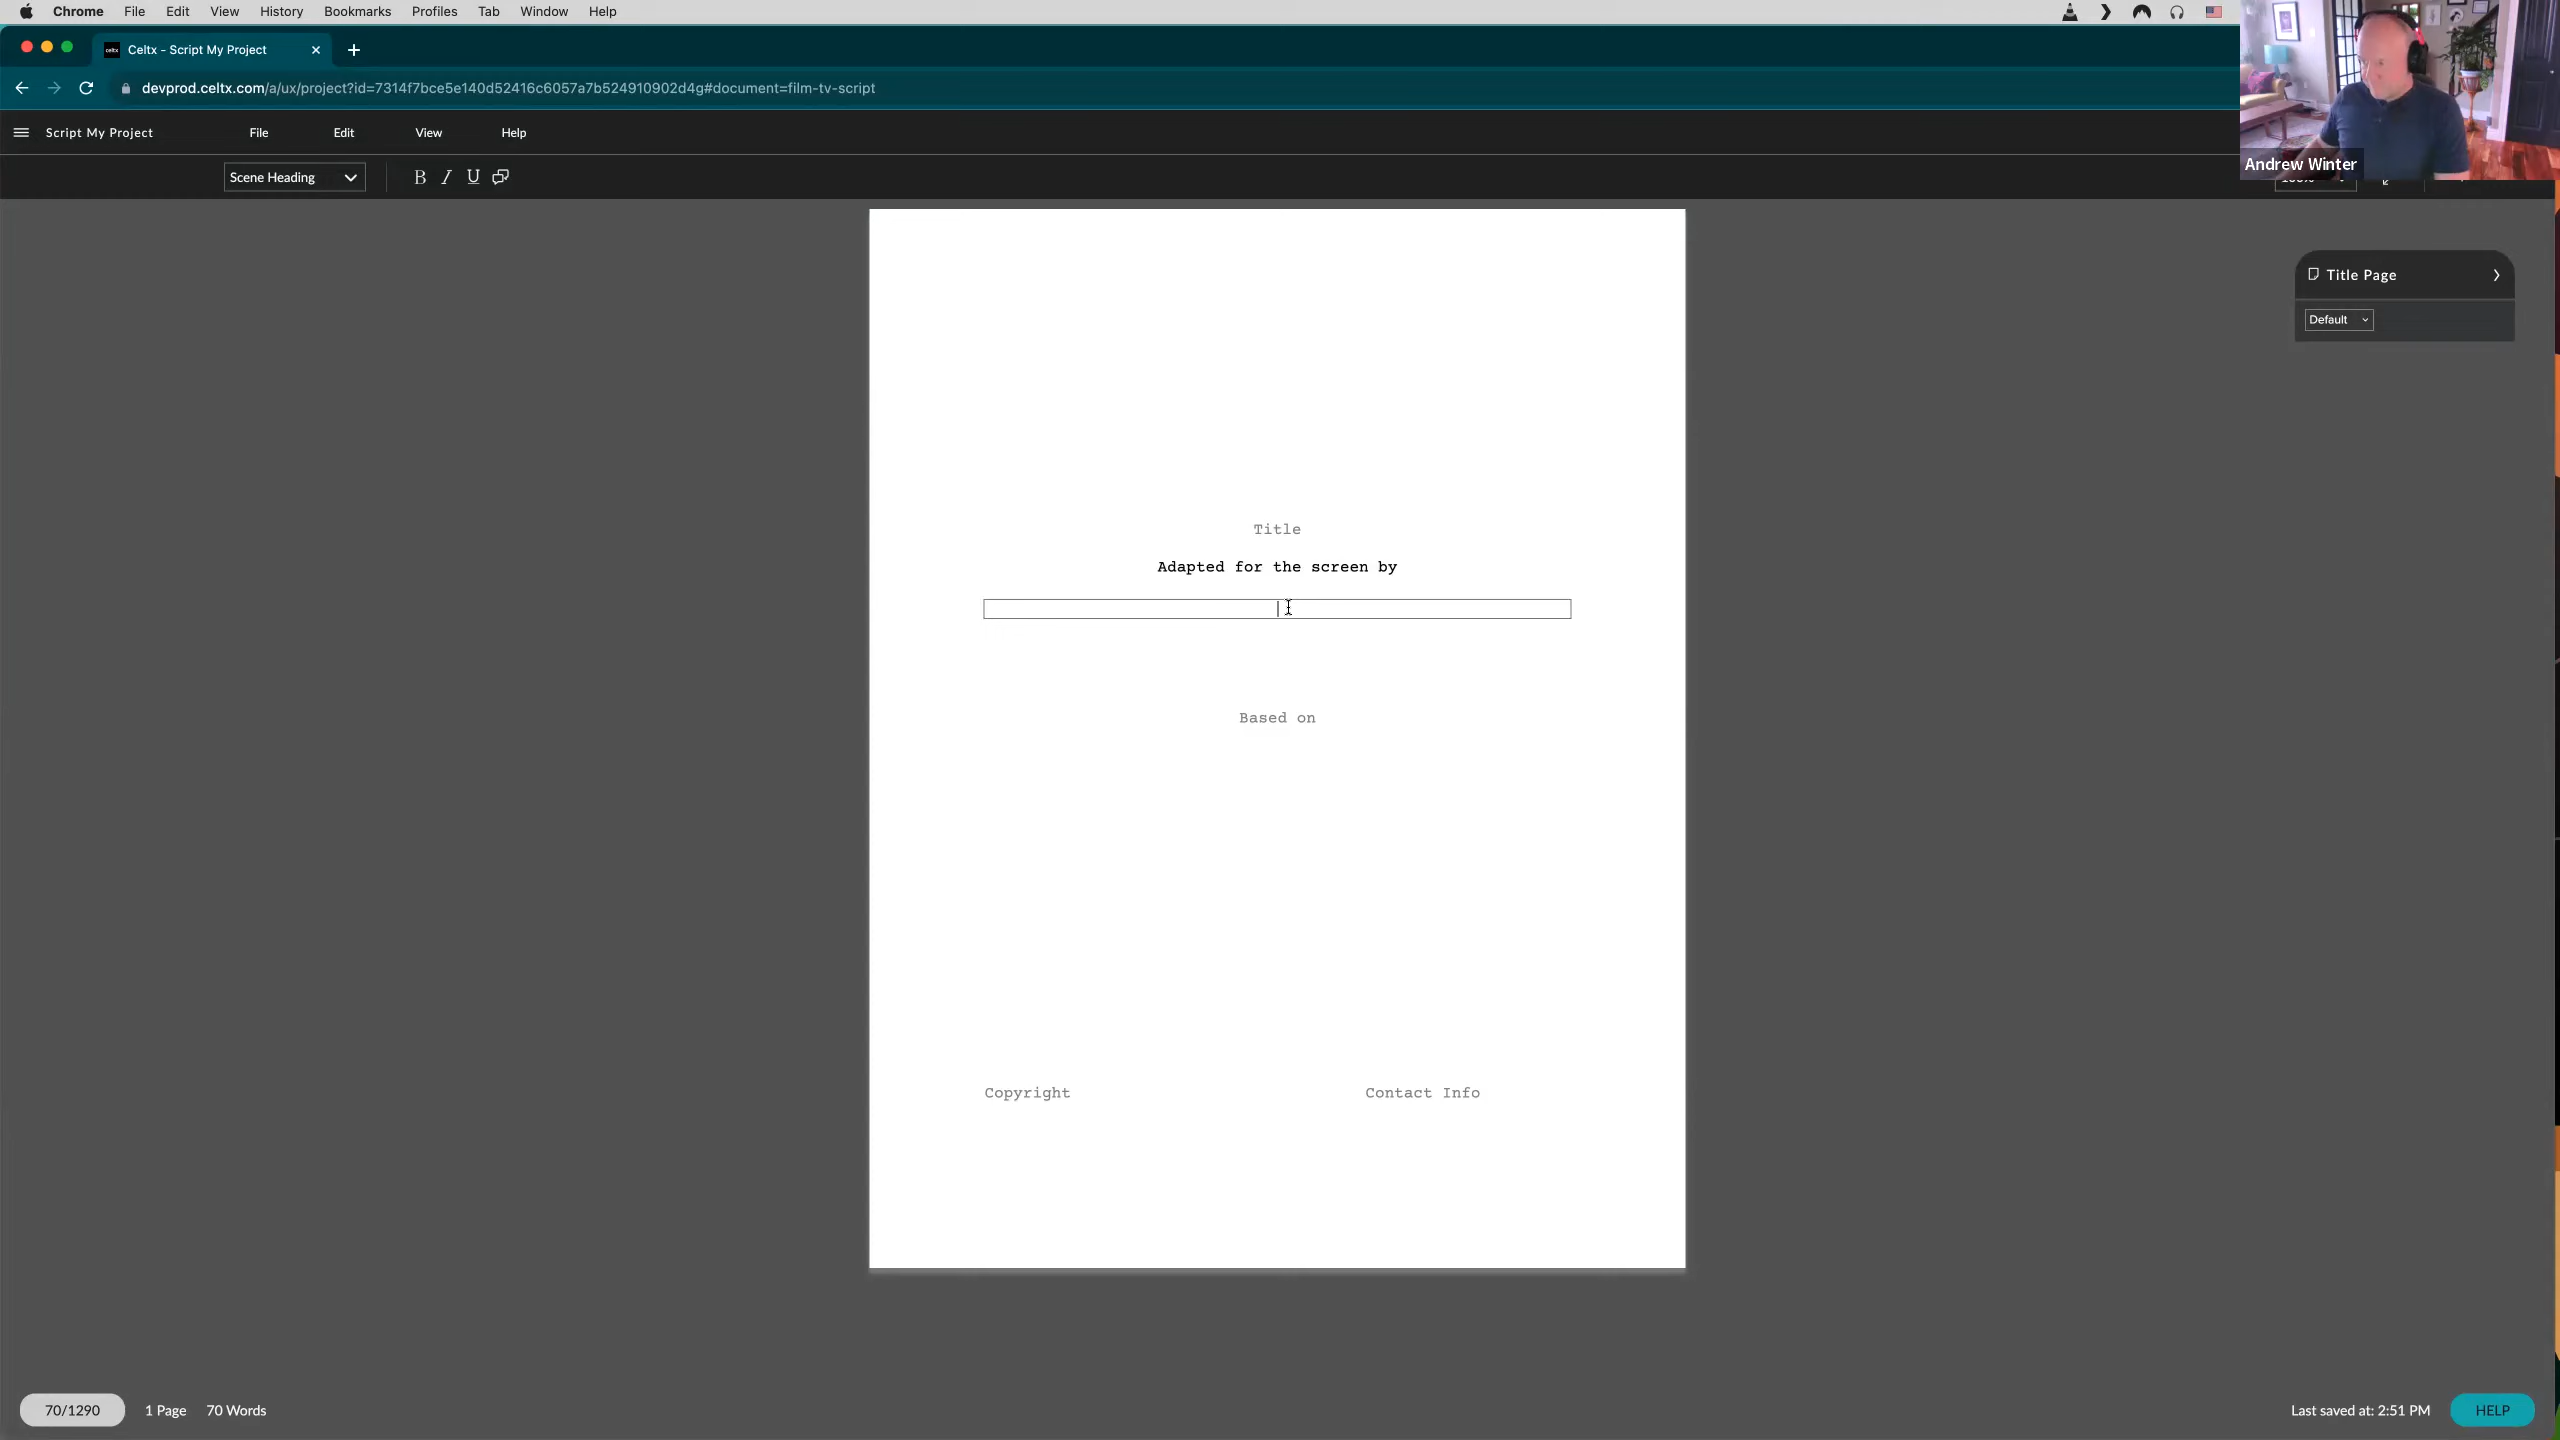 Chrome File Edit View History Bookmarks Profiles Tab Window Help
celtx Celtx - Script My Project
devprod.celtx.com/a/ux/project?id=7314f7bce5e140d52416c6057a7b524910902d4g#document=film-tv-script
Script My Project File Edit View Help
Andrew Winter
Scene Heading B I U
Title Page
Default
Title
Adapted for the screen by
Based on
Copyright Contact Info
70/1290 1 Page 70 Words Last saved at: 2:51 PM HELP